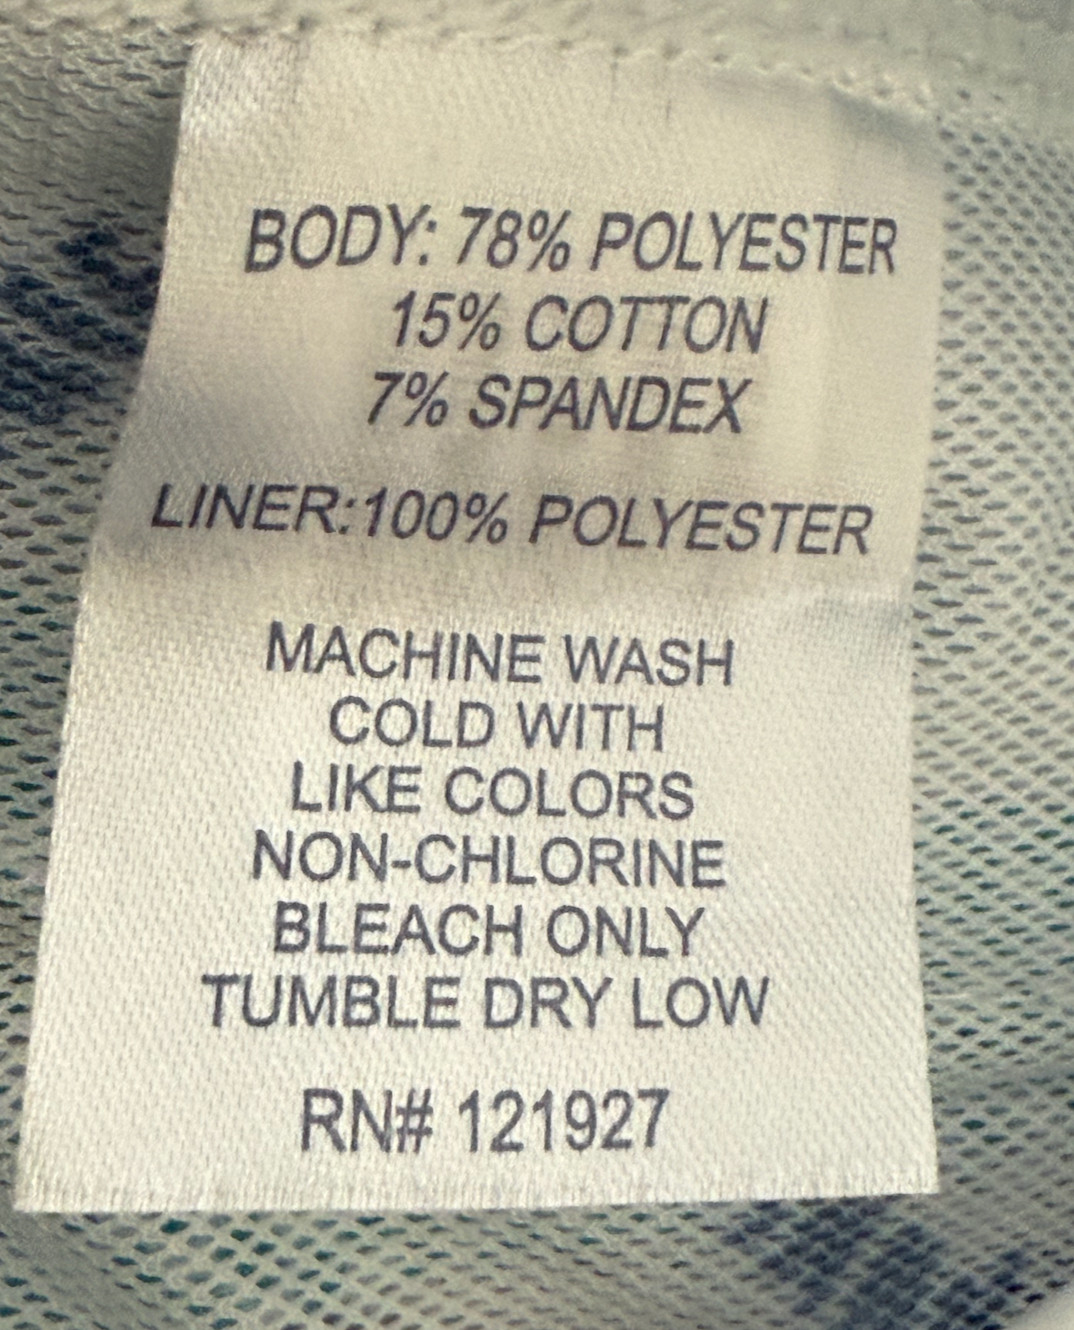 BODY: 78% POLYESTER
15% COTTON
7% SPANDEX
LINER:100% POLYESTER
MACHINE WASH
COLD WITH
LIKE COLORS
NON-CHLORINE
BLEACH ONLY
TUMBLE DRY LOW
RN# 121927